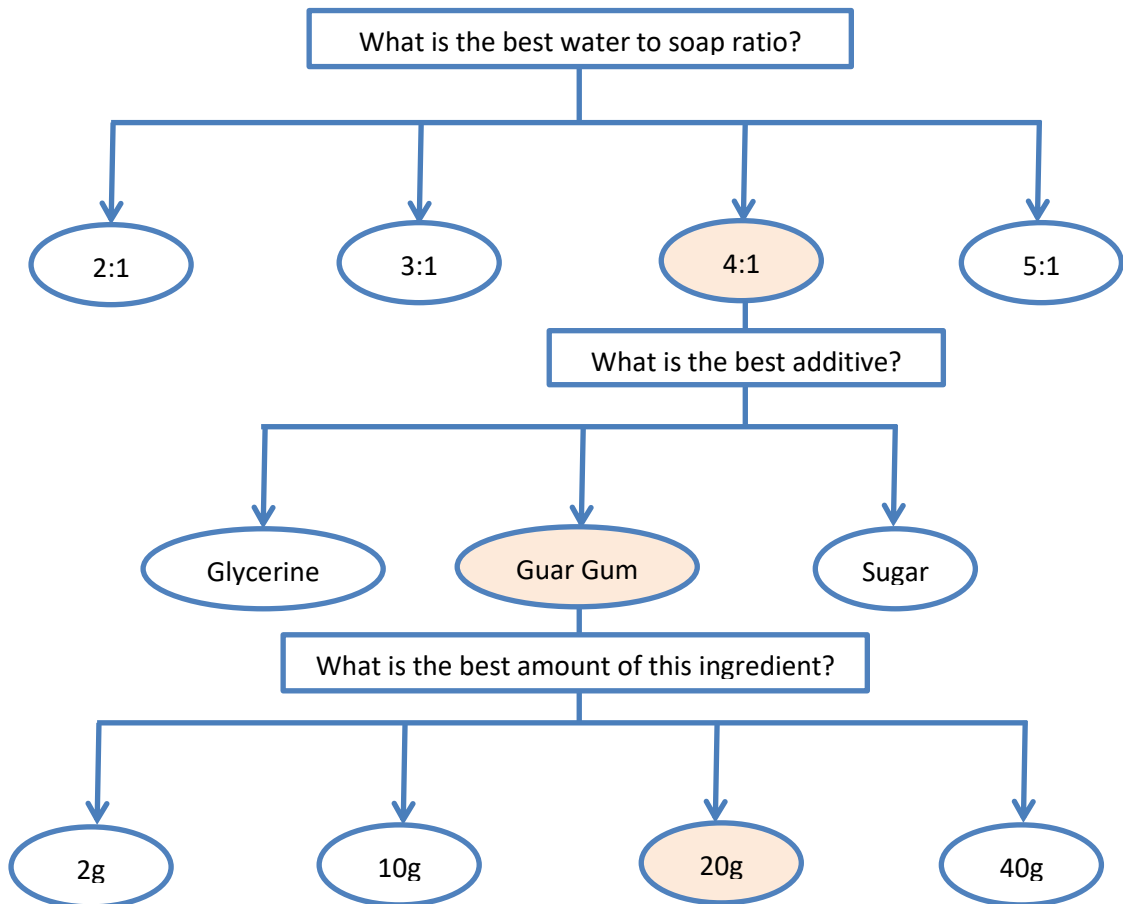 What is the best water to soap ratio?
2:1
3:1
4:1
5:1
What is the best additive?
Glycerine
Guar Gum
Sugar
What is the best amount of this ingredient?
2g
10g
20g
40g